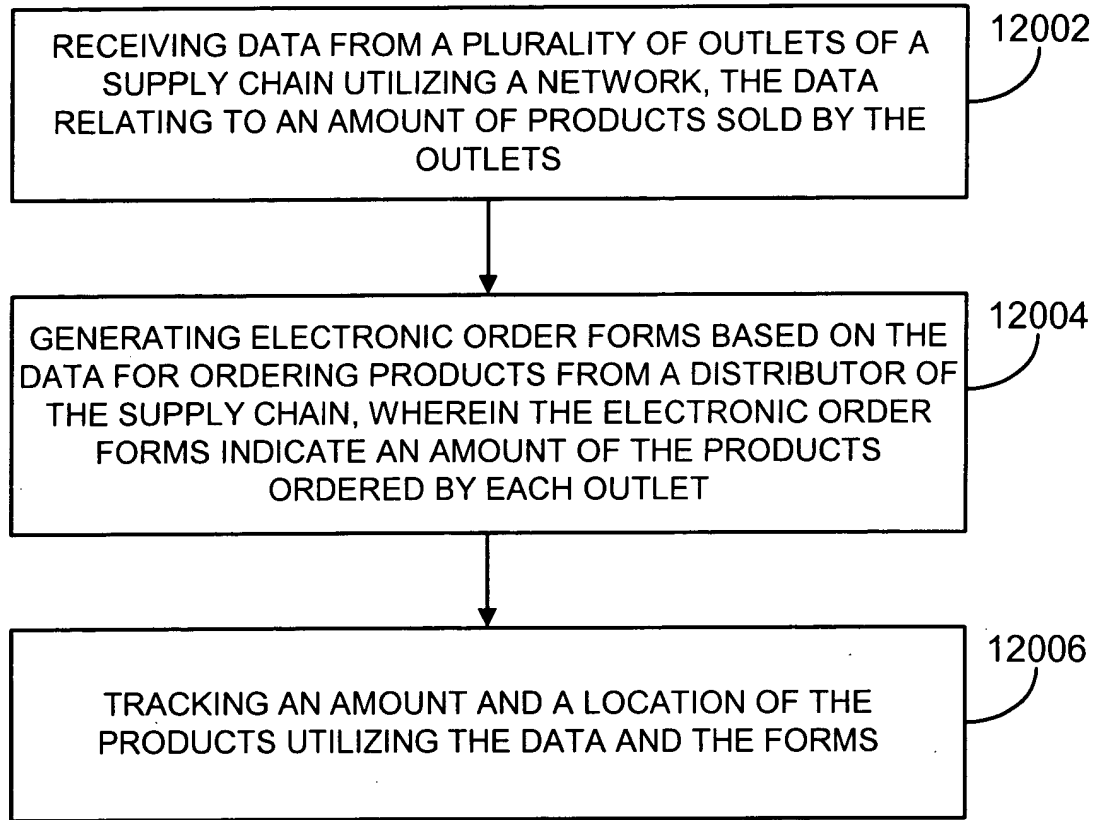 RECEIVING DATA FROM A PLURALITY OF OUTLETS OF A
SUPPLY CHAIN UTILIZING A NETWORK, THE DATA
RELATING TO AN AMOUNT OF PRODUCTS SOLD BY THE
OUTLETS
12002
GENERATING ELECTRONIC ORDER FORMS BASED ON THE
DATA FOR ORDERING PRODUCTS FROM A DISTRIBUTOR OF
THE SUPPLY CHAIN, WHEREIN THE ELECTRONIC ORDER
FORMS INDICATE AN AMOUNT OF THE PRODUCTS
ORDERED BY EACH OUTLET
12004
TRACKING AN AMOUNT AND A LOCATION OF THE
PRODUCTS UTILIZING THE DATA AND THE FORMS
12006